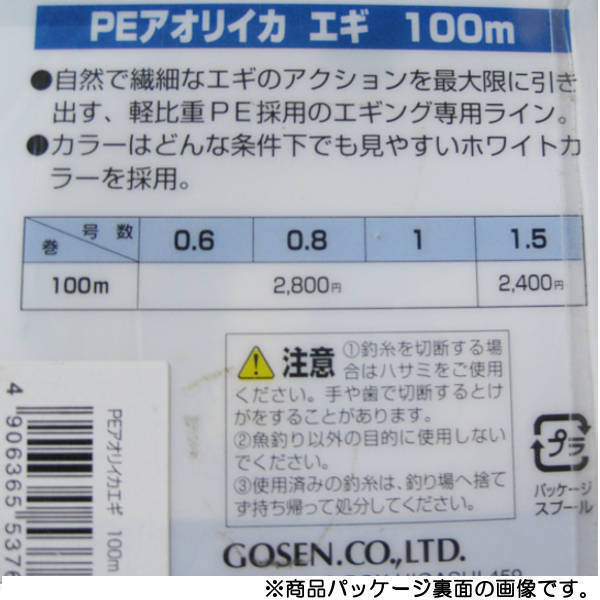 PEアオリイカ エギ 100m
●自然で繊細なエギのアクションを最大限に引き
出す、軽比重PE採用のエギング専用ライン。
●カラーはどんな条件下でも見やすいホワイトカ
ラーを採用。
巻 号数 0.6 0.8 1 1.5
100m 2,800円 2,400円
注意 ①釣糸を切断する場
合はハサミをご使用
ください。手や歯で切断するとけ
がをすることがあります。
②魚釣り以外の目的に使用しない
でください。
③使用済みの釣糸は、釣り場へ捨て
ず持ち帰って処分してください。
プラ
パッケージ
スプール
GOSEN.CO.,LTD.
PEアオリイカエギ 100m
4 906365 5376
※商品パッケージ裏面の画像です。